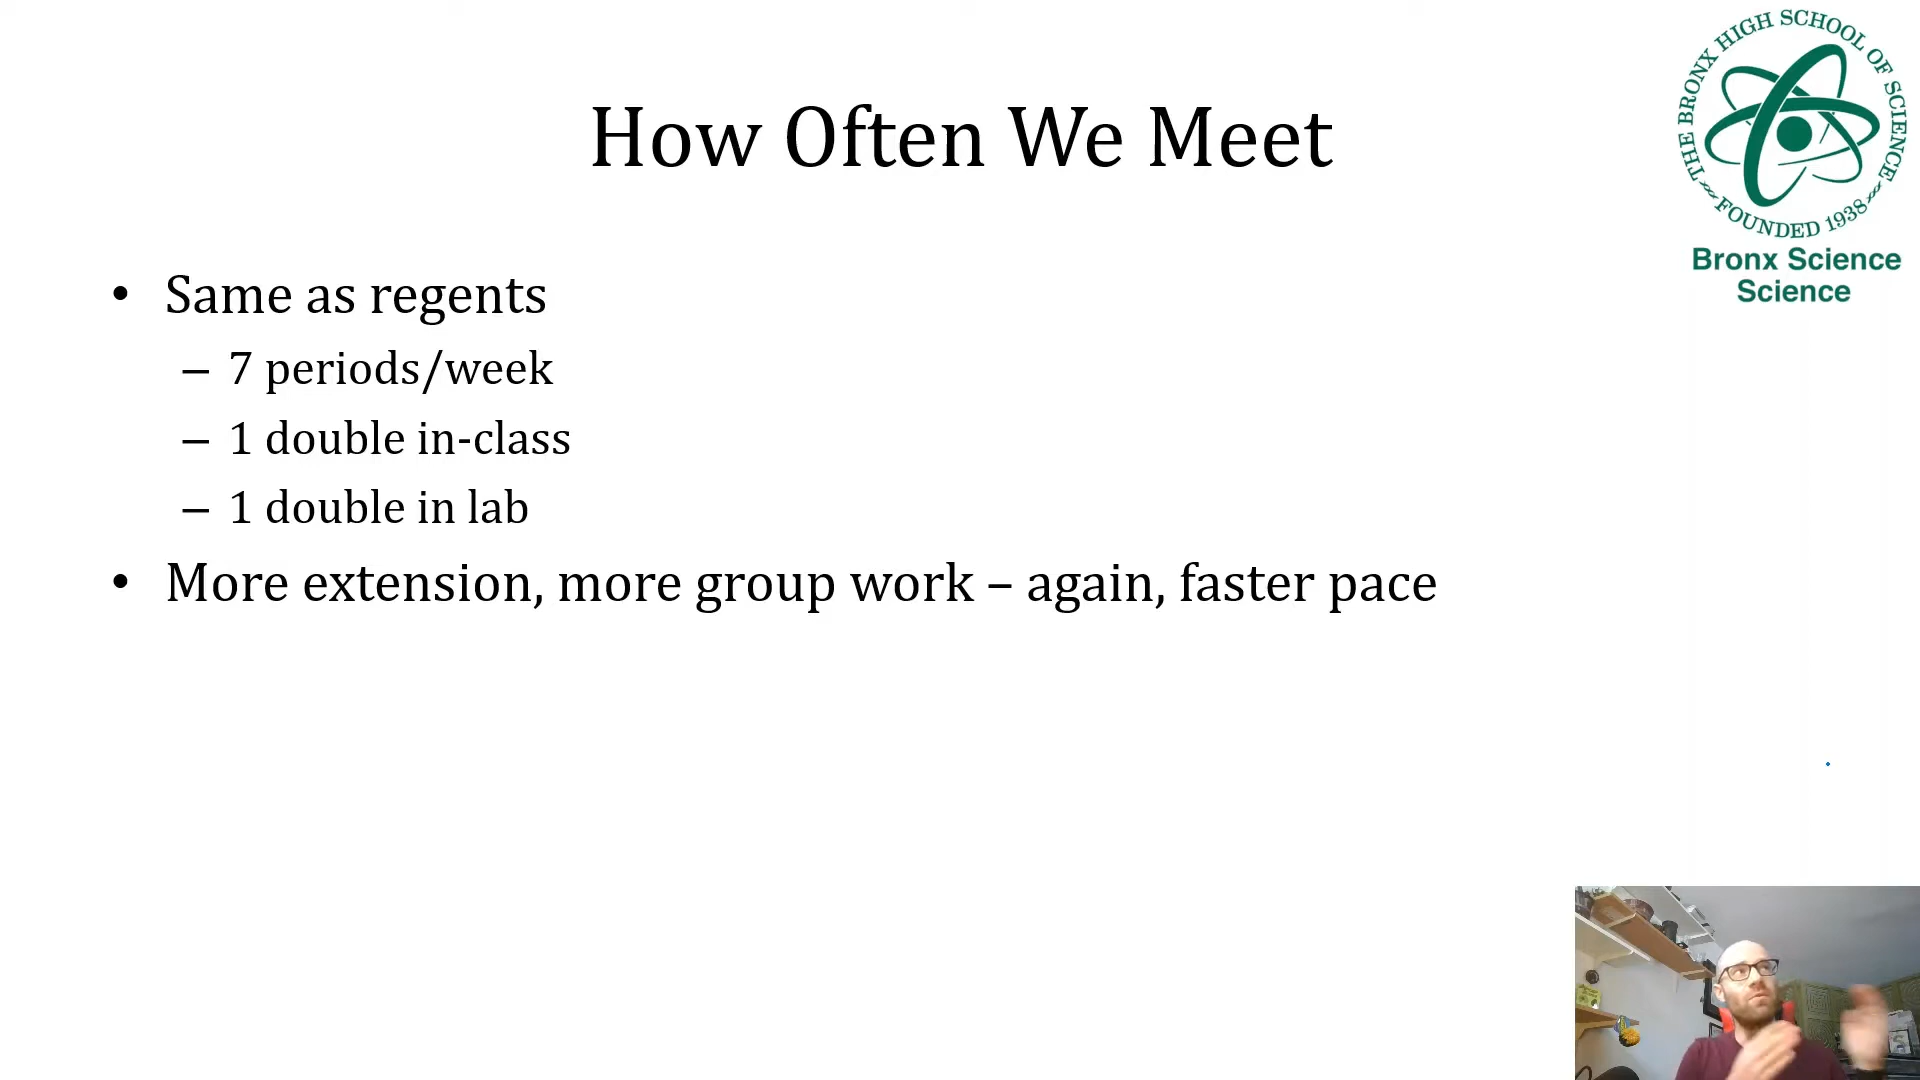 How Often We Meet
THE BRONX HIGH SCHOOL OF SCIENCE
FOUNDED 1938
Bronx Science
Science
• Same as regents
– 7 periods/week
– 1 double in-class
– 1 double in lab
• More extension, more group work – again, faster pace